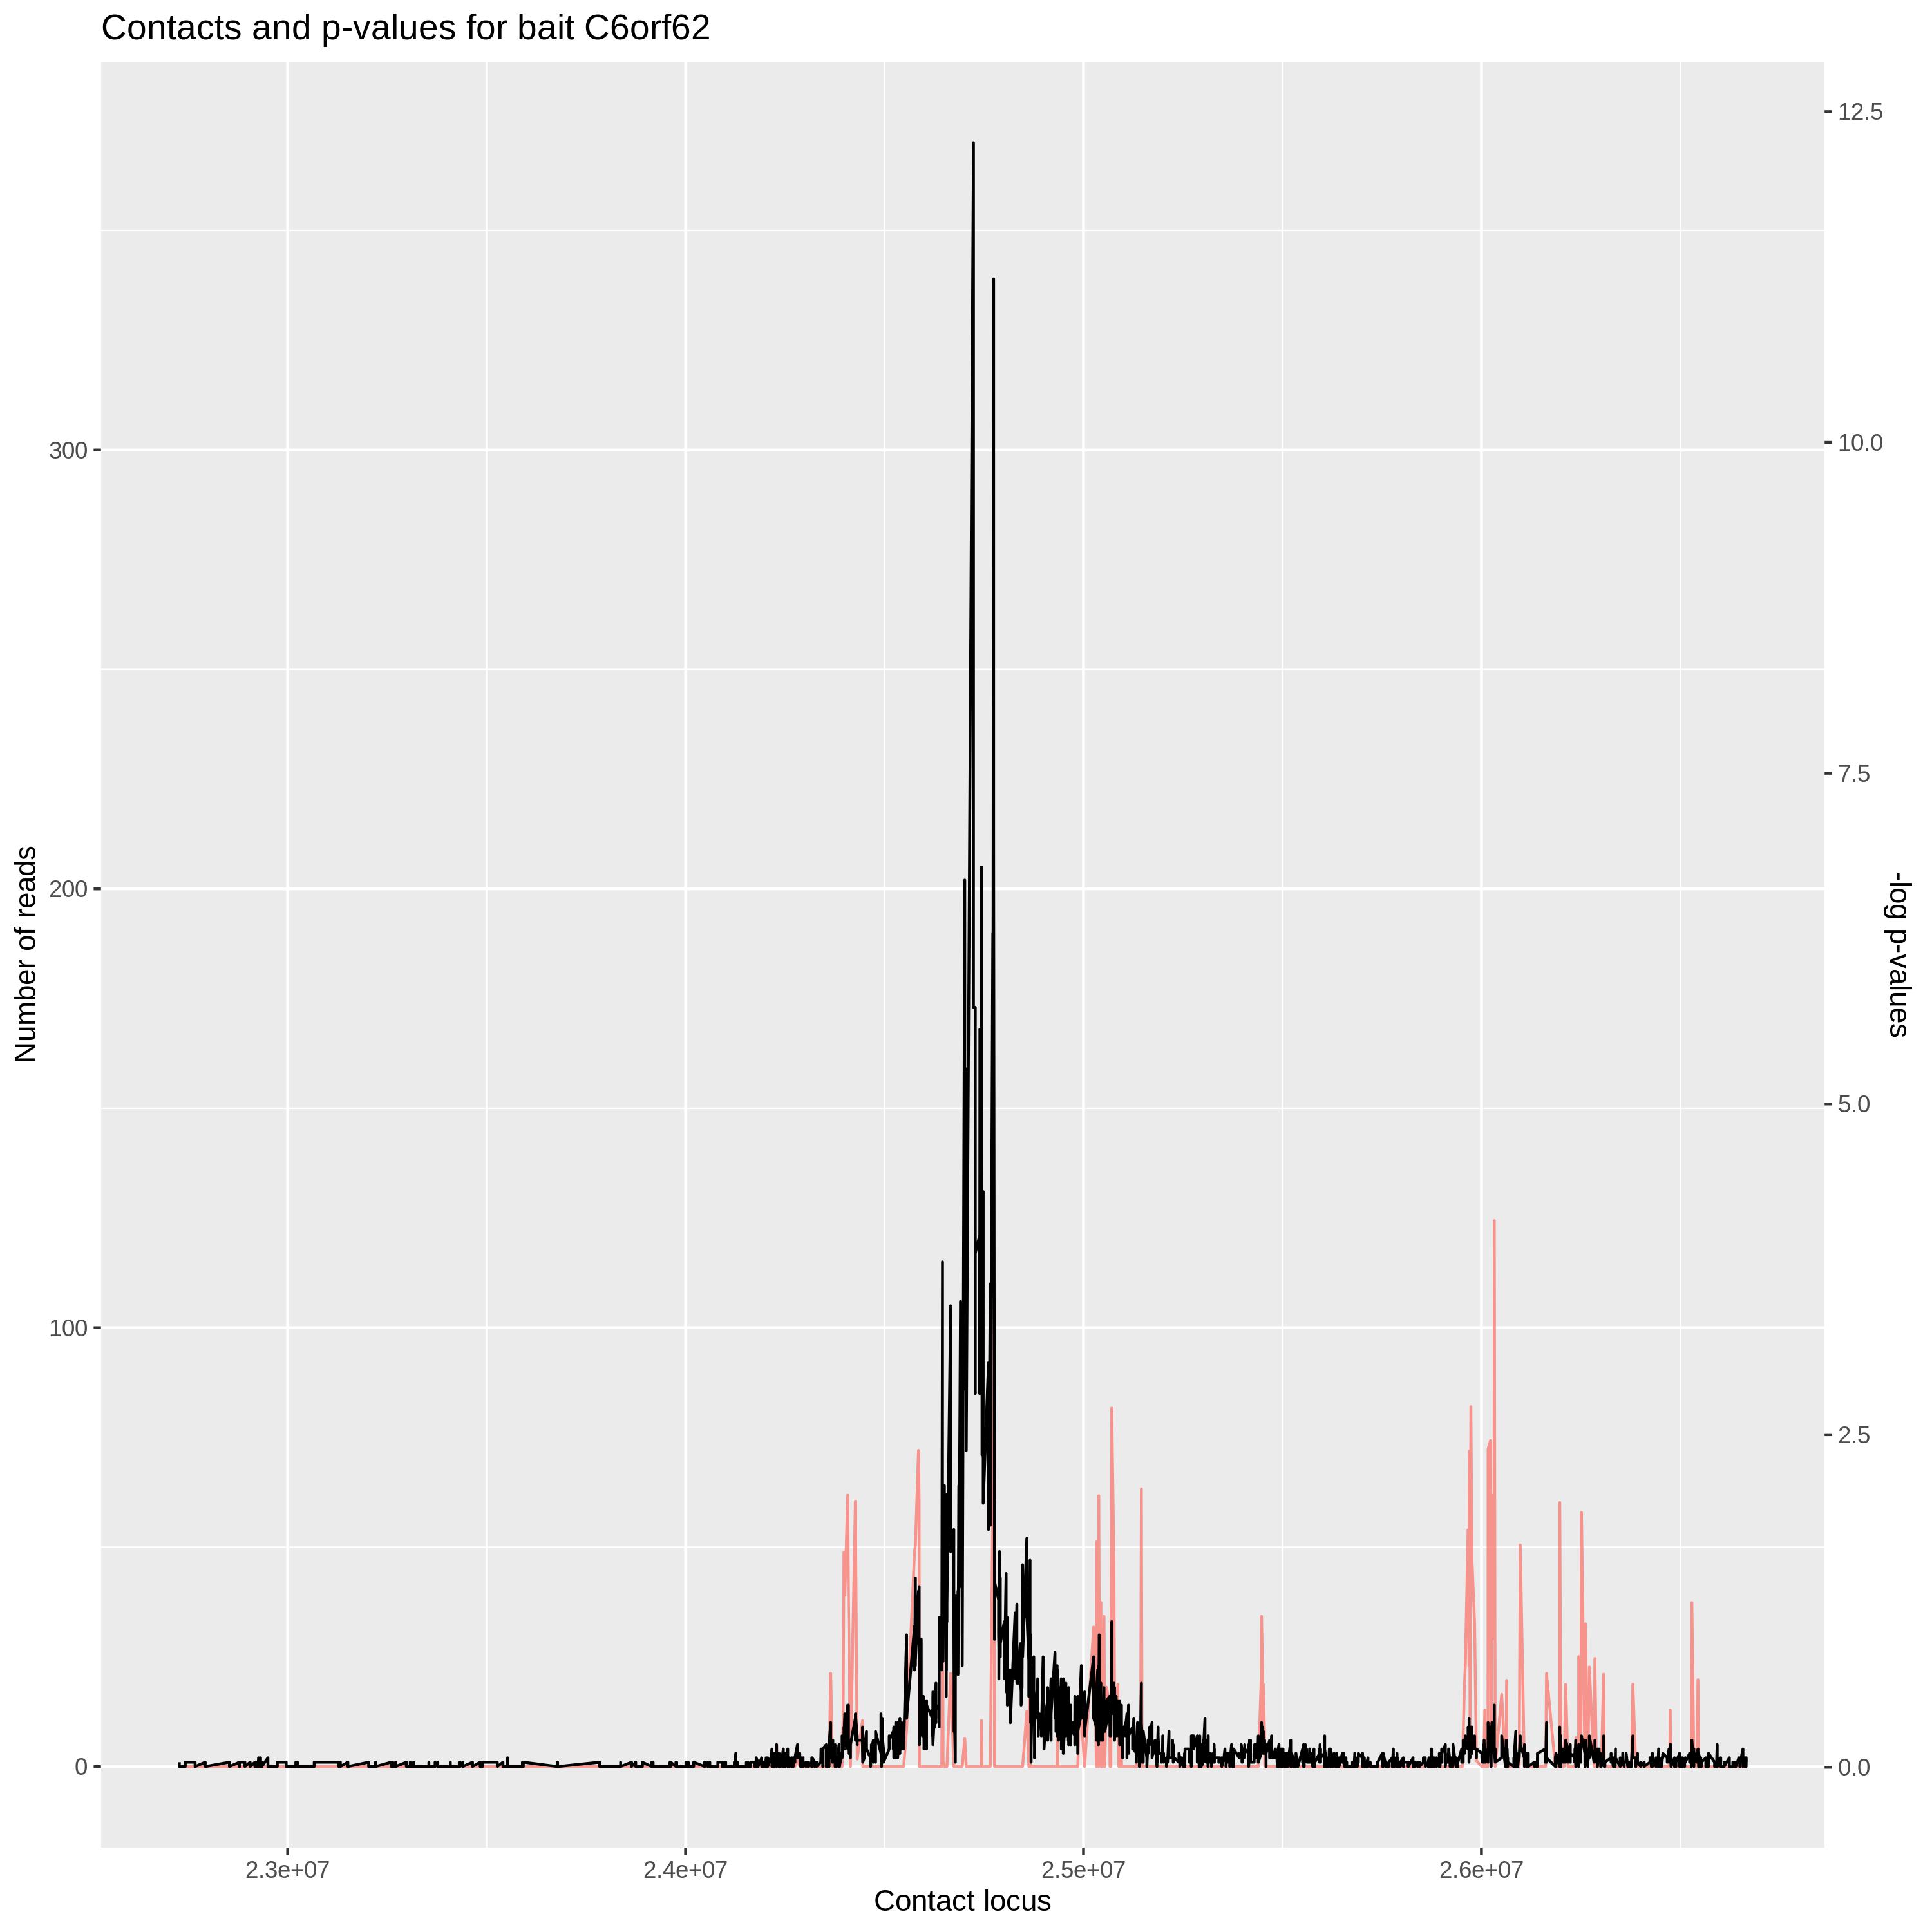 Contacts and p-values for bait C6orf62
Number of reads
300
200
100
0
12.5
10.0
7.5
5.0
2.5
0.0
-log p-values
2.3e+07
2.4e+07
2.5e+07
2.6e+07
Contact locus